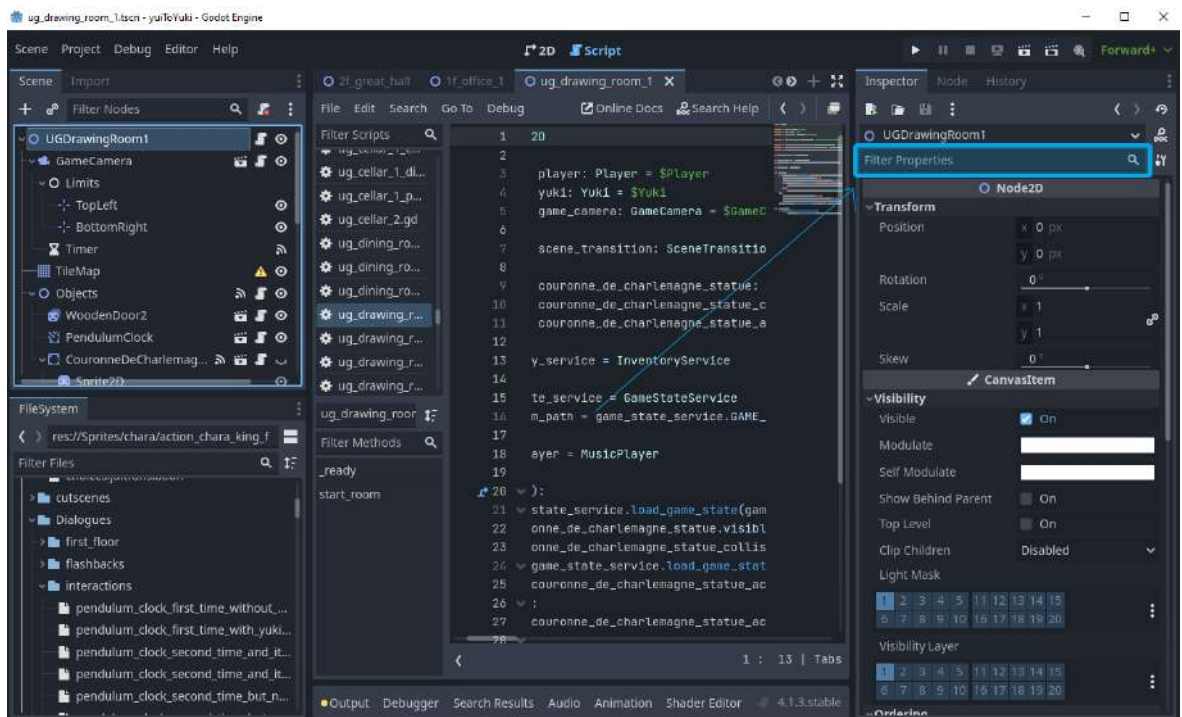 ug_drawing_room_1.tscn - yuiToYuki - Godot Engine
Scene Project Debug Editor Help
2D Script
Forward+
Scene Import
Filter Nodes
UGDrawingRoom1
GameCamera
Limits
TopLeft
BottomRight
Timer
TileMap
Objects
WoodenDoor2
PendulumClock
CouronneDeCharlemag...
Sprite2D
FileSystem
res://Sprites/chara/action_chara_king_f
Filter Files
cutscenes
Dialogues
first_floor
flashbacks
interactions
pendulum_clock_first_time_without_...
pendulum_clock_first_time_with_yuki...
pendulum_clock_second_time_and_it...
pendulum_clock_second_time_and_it...
pendulum_clock_second_time_but_n...
2f_great_hall 1f_office_1 ug_drawing_room_1
File Edit Search Go To Debug Online Docs Search Help
Filter Scripts
ug_cellar_1_di...
ug_cellar_1_p...
ug_cellar_2.gd
ug_dining_ro...
ug_dining_ro...
ug_dining_ro...
ug_drawing_r...
ug_drawing_r...
ug_drawing_r...
ug_drawing_r...
ug_drawing_roor
Filter Methods
_ready
start_room
1 2D
2
3 player: Player = $Player
4 yuki: Yuki = $Yuki
5 game_camera: GameCamera = $GameC
6
7 scene_transition: SceneTransitio
8
9 couronne_de_charlemagne_statue:
10 couronne_de_charlemagne_statue_c
11 couronne_de_charlemagne_statue_a
12
13 y_service = InventoryService
14
15 te_service = GameStateService
16 m_path = game_state_service.GAME_
17
18 ayer = MusicPlayer
19
20 ):
21 state_service.load_game_state(gam
22 onne_de_charlemagne_statue.visibl
23 onne_de_charlemagne_statue_collis
24 game_state_service.load_game_stat
25 couronne_de_charlemagne_statue_ac
26 :
27 couronne_de_charlemagne_statue_ac
28
1 : 13 | Tabs
Output Debugger Search Results Audio Animation Shader Editor 4.1.3.stable
Inspector Node History
UGDrawingRoom1
Filter Properties
Node2D
Transform
Position x 0 px
y 0 px
Rotation 0 °
Scale x 1
y 1
Skew 0 °
CanvasItem
Visibility
Visible On
Modulate
Self Modulate
Show Behind Parent On
Top Level On
Clip Children Disabled
Light Mask
1 2 3 4 5 11 12 13 14 15
6 7 8 9 10 16 17 18 19 20
Visibility Layer
1 2 3 4 5 11 12 13 14 15
6 7 8 9 10 16 17 18 19 20
Ordering